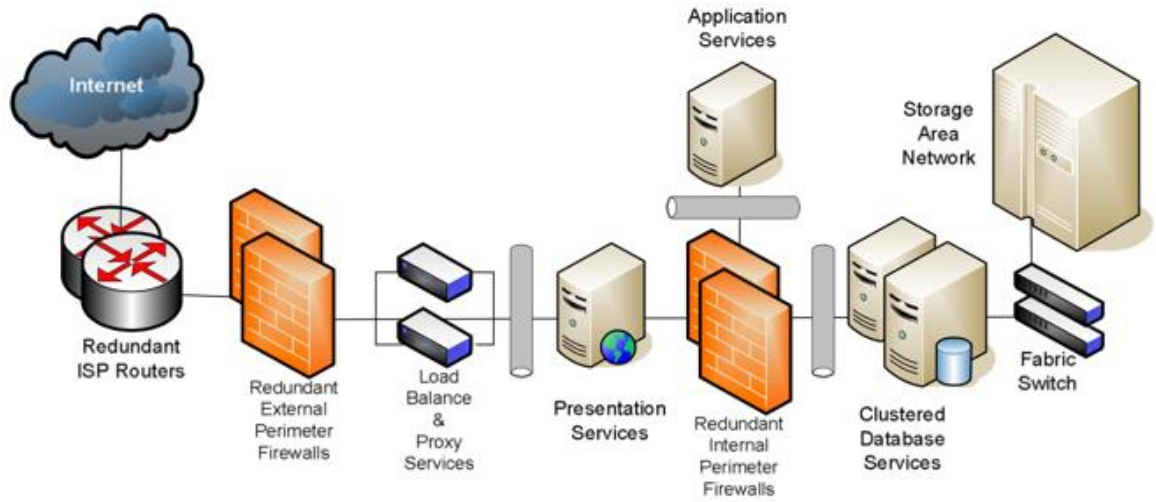 Internet
Redundant
ISP Routers
Redundant
External
Perimeter
Firewalls
Load
Balance
&
Proxy
Services
Presentation
Services
Application
Services
Redundant
Internal
Perimeter
Firewalls
Clustered
Database
Services
Storage
Area
Network
Fabric
Switch